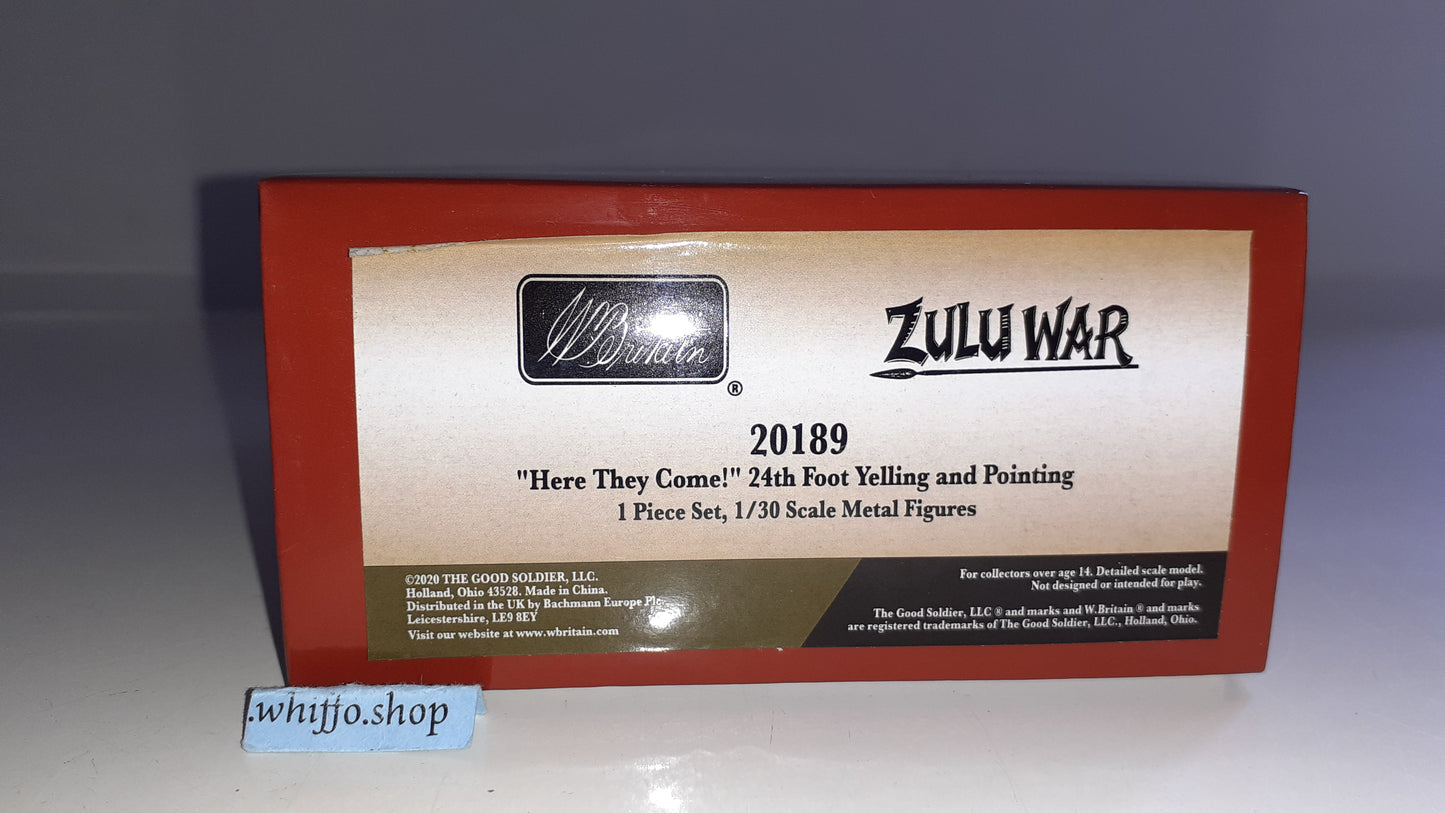 W. Britain
®
ZULU WAR
20189
"Here They Come!" 24th Foot Yelling and Pointing
1 Piece Set, 1/30 Scale Metal Figures
©2020 THE GOOD SOLDIER, LLC.
Holland, Ohio 43528. Made in China.
Distributed in the UK by Bachmann Europe Plc.
Leicestershire, LE9 8EY
Visit our website at www.wbritain.com
For collectors over age 14. Detailed scale model.
Not designed or intended for play.
The Good Soldier, LLC ® and marks and W.Britain ® and marks
are registered trademarks of The Good Soldier, LLC., Holland, Ohio.
.whiffo.shop